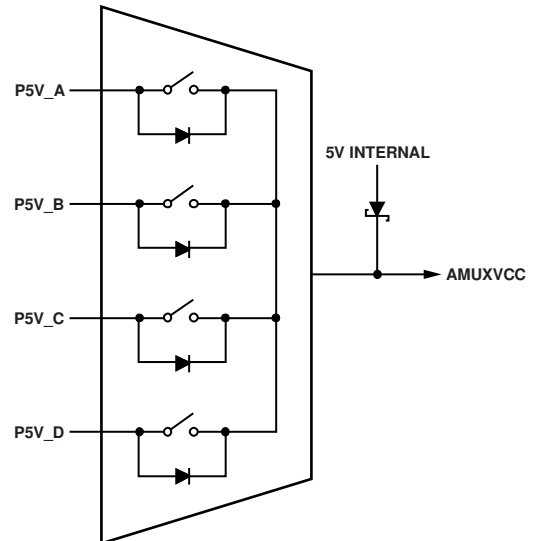 P5V_A
5V INTERNAL
P5V_B
AMUXVCC
P5V_C
P5V_D